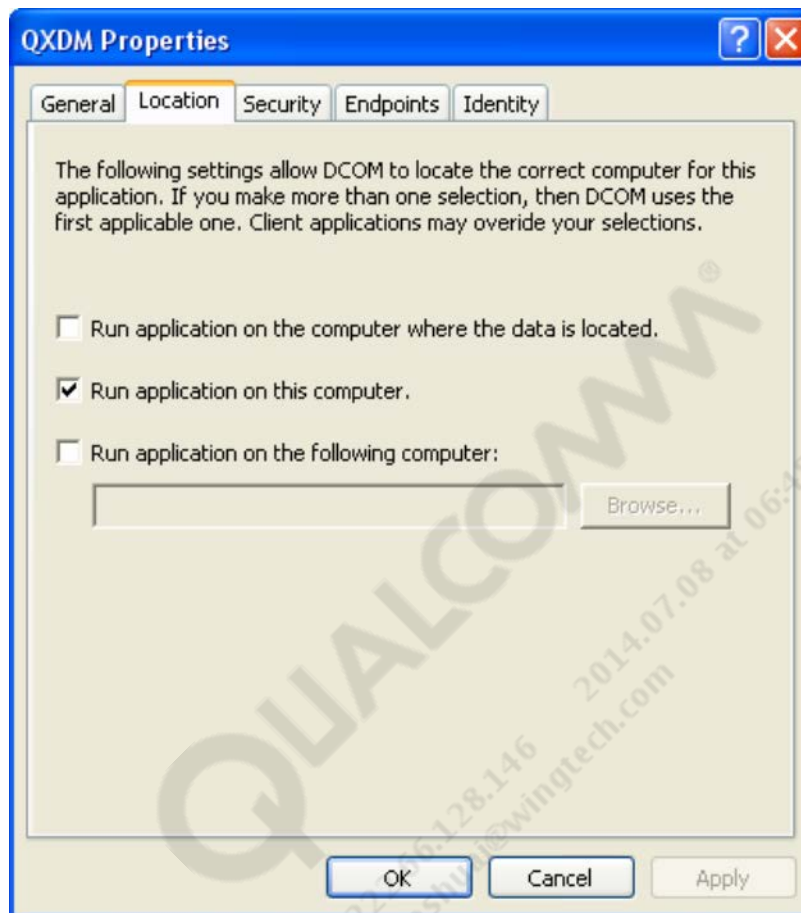 QXDM Properties
General Location Security Endpoints Identity
The following settings allow DCOM to locate the correct computer for this
application. If you make more than one selection, then DCOM uses the
first applicable one. Client applications may overide your selections.
Run application on the computer where the data is located.
Run application on this computer.
Run application on the following computer:
Browse...
QUALCOMM®
2014.07.08 at
66.128.146
@wingtech.com
OK Cancel Apply